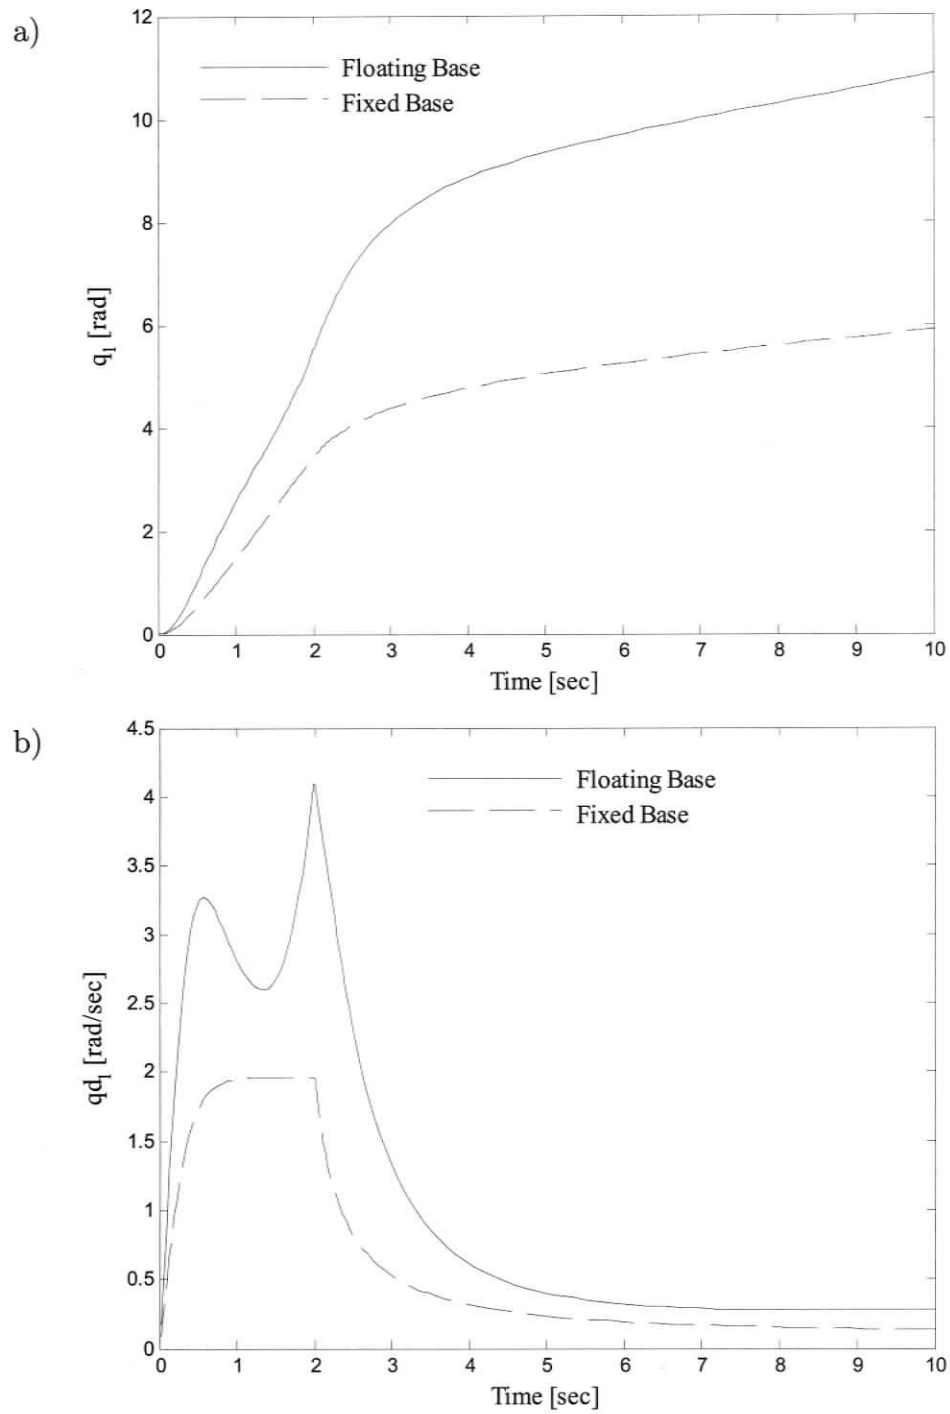 a)
12
10
8
6
4
2
0
q1 [rad]
Floating Base
Fixed Base
0 1 2 3 4 5 6 7 8 9 10
Time [sec]
b)
4.5
4
3.5
3
2.5
2
1.5
1
0.5
0
qd1 [rad/sec]
Floating Base
Fixed Base
0 1 2 3 4 5 6 7 8 9 10
Time [sec]